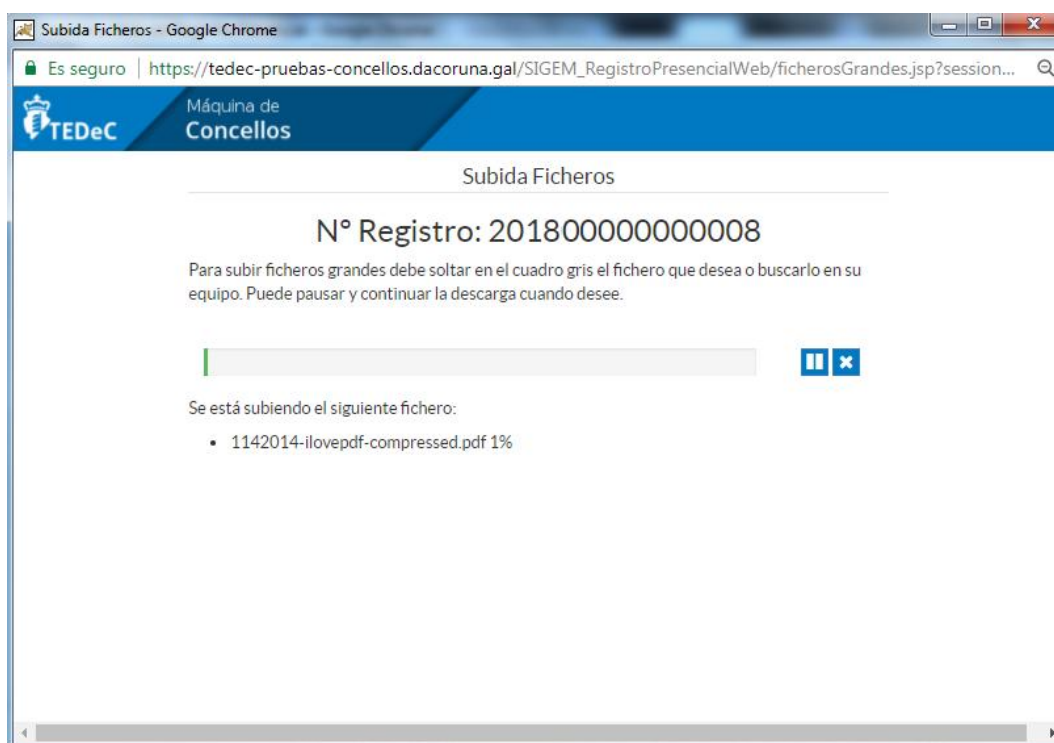 Subida Ficheros - Google Chrome
Es seguro | https://tedec-pruebas-concellos.dacoruna.gal/SIGEM_RegistroPresencialWeb/ficherosGrandes.jsp?session...
TEDeC
Máquina de
Concellos
Subida Ficheros
Nº Registro: 201800000000008
Para subir ficheros grandes debe soltar en el cuadro gris el fichero que desea o buscarlo en su
equipo. Puede pausar y continuar la descarga cuando desee.
Se está subiendo el siguiente fichero:
• 1142014-ilovepdf-compressed.pdf 1%